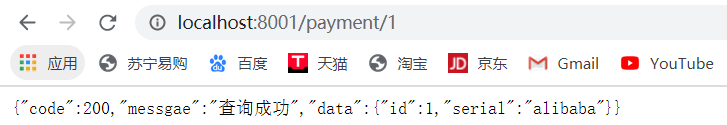 localhost:8001/payment/1
应用 苏宁易购 百度 天猫 淘宝 京东 Gmail YouTube
{"code":200,"messgae":"查询成功","data":{"id":1,"serial":"alibaba"}}